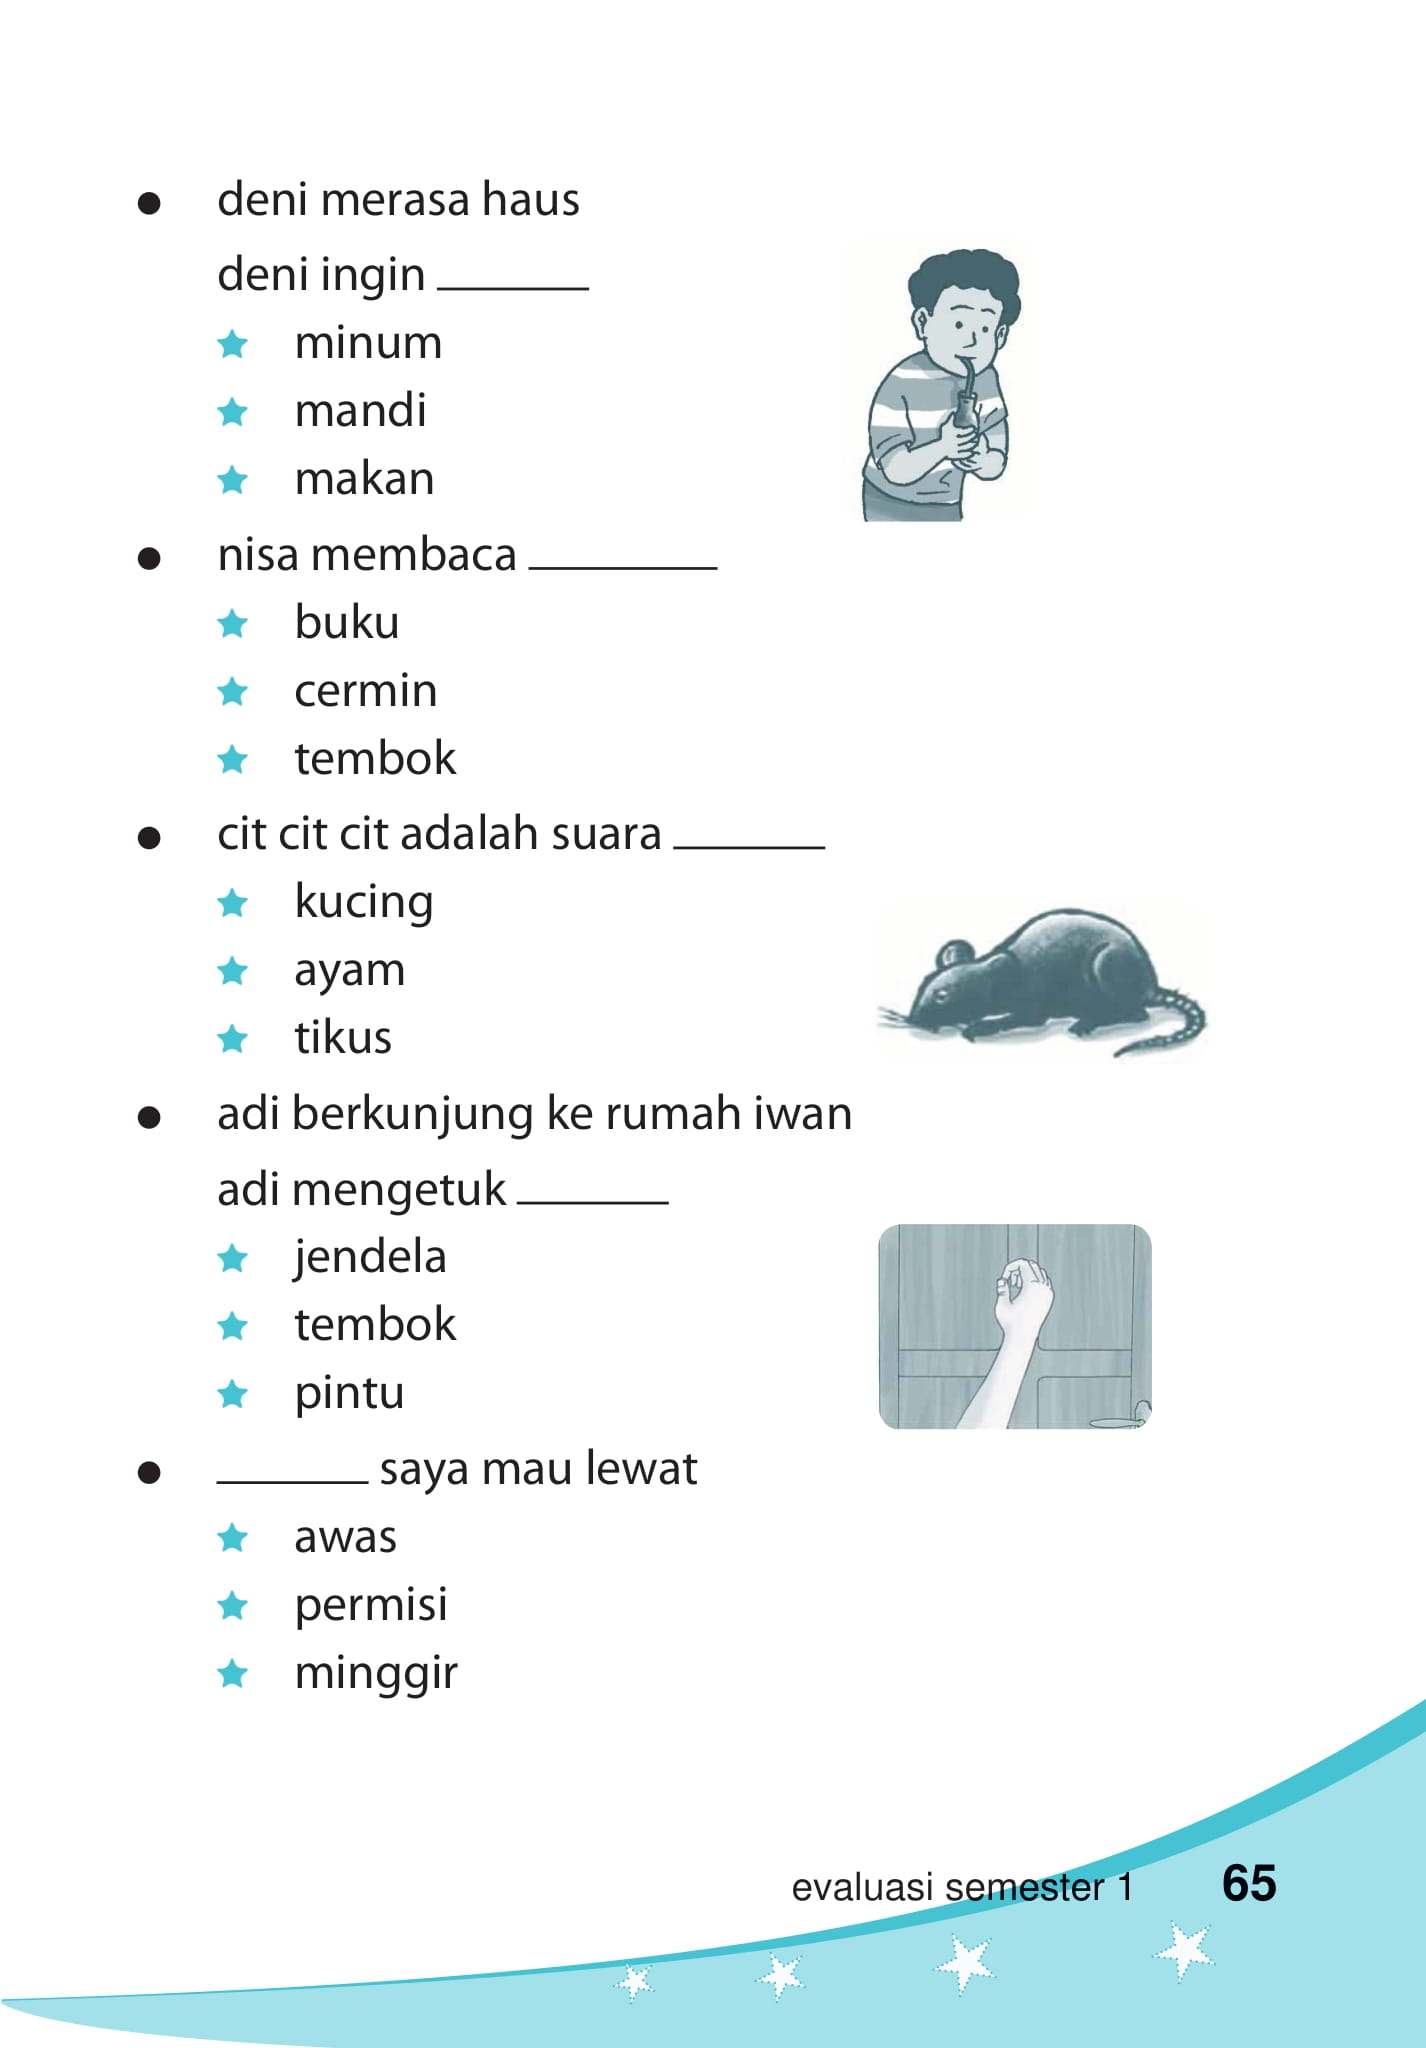 ● deni merasa haus
deni ingin ______
★ minum
★ mandi
★ makan
● nisa membaca ________
★ buku
★ cermin
★ tembok
● cit cit cit adalah suara ______
★ kucing
★ ayam
★ tikus
● adi berkunjung ke rumah iwan
adi mengetuk ______
★ jendela
★ tembok
★ pintu
● ______ saya mau lewat
★ awas
★ permisi
★ minggir
evaluasi semester 1 65